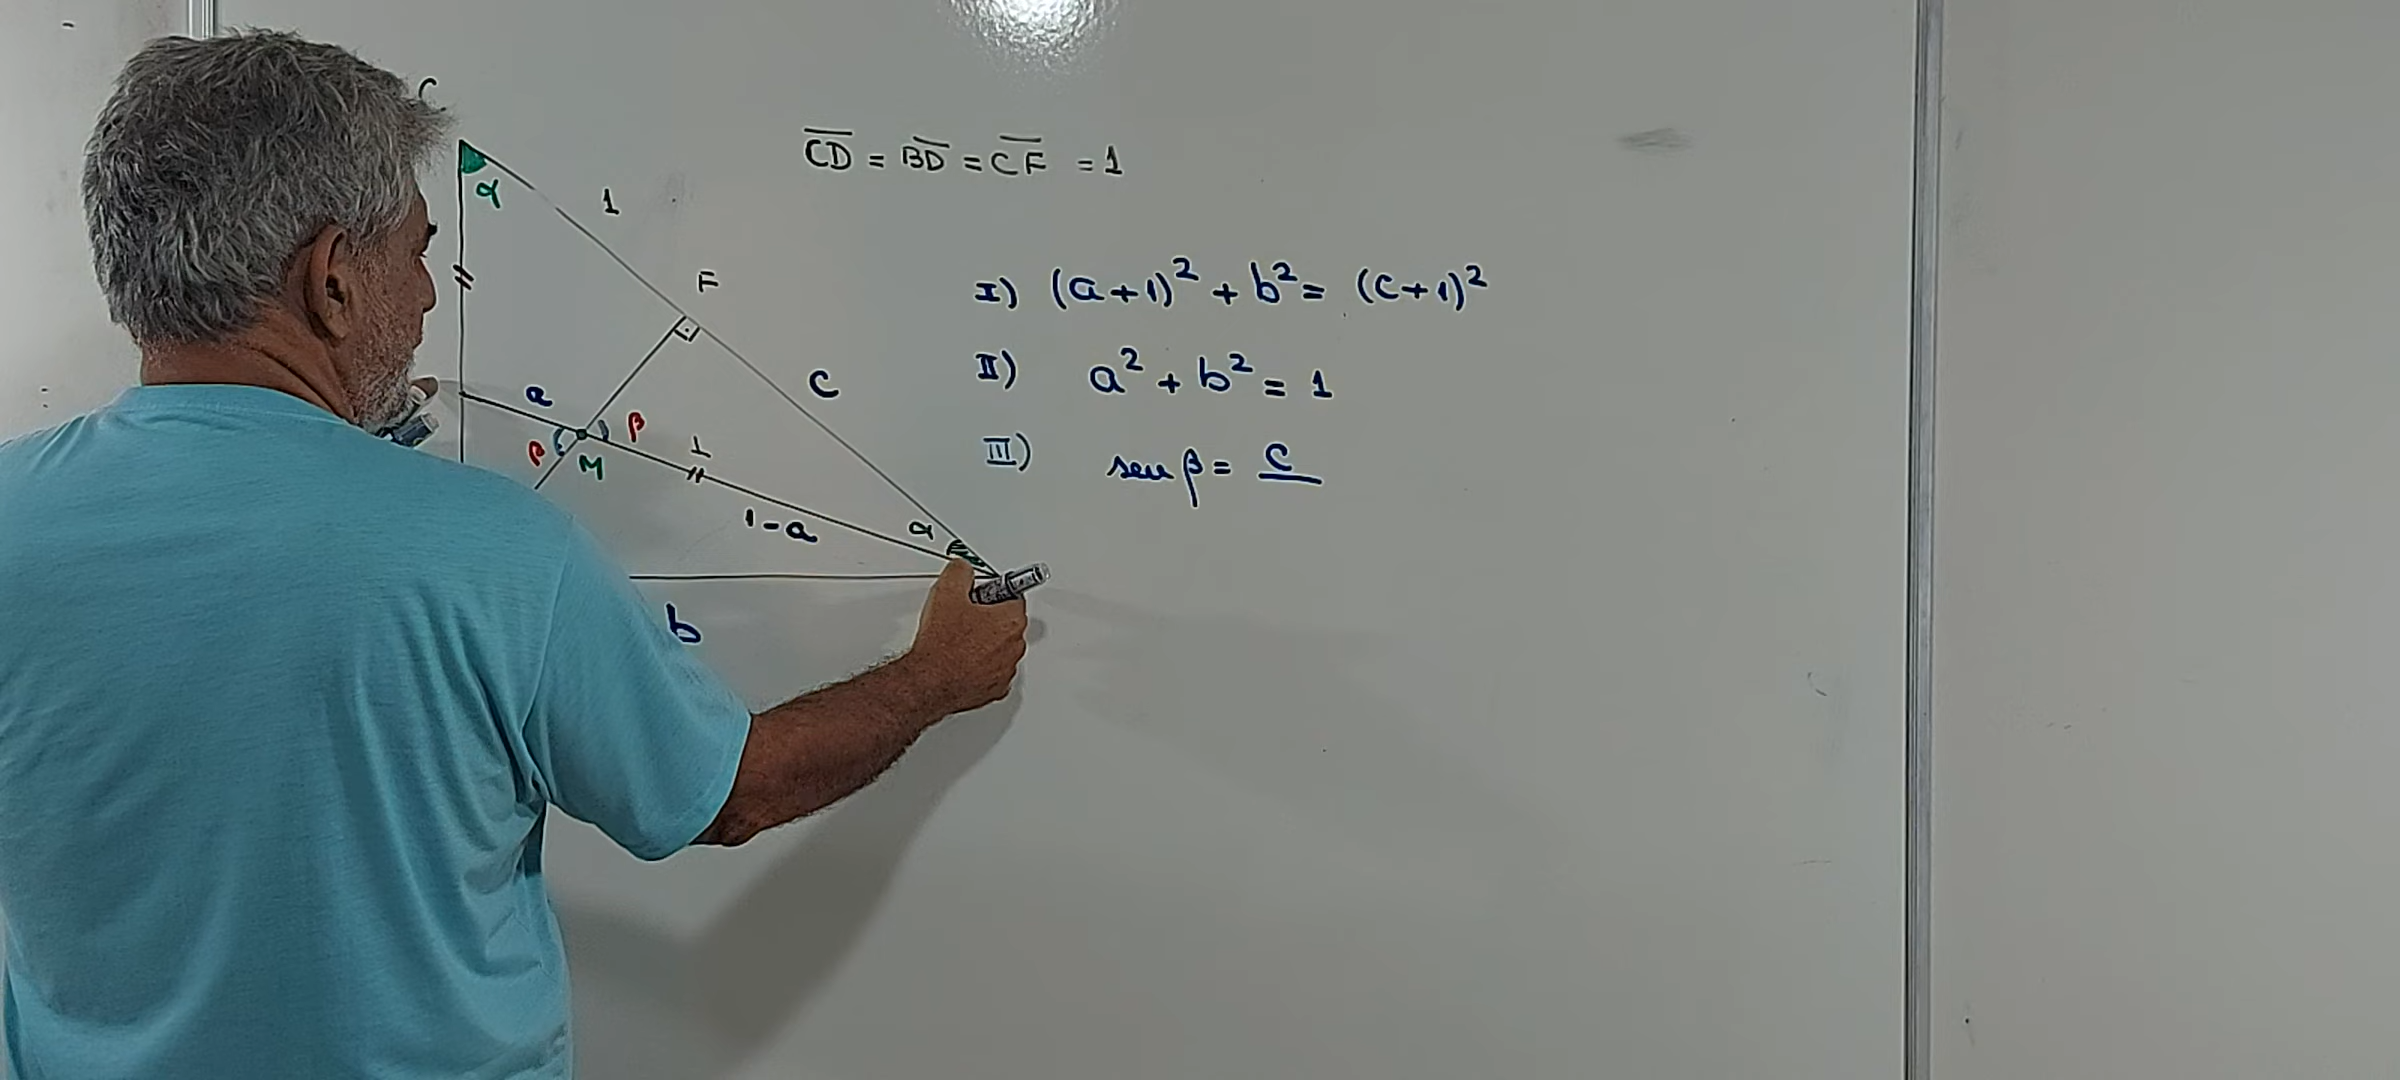 C
CD = BD = CF = 1
α
1
F
I) (a+1)² + b² = (c+1)²
II) a² + b² = 1
a
c
β
β
1
M
III) sen β = c
1-a
α
b